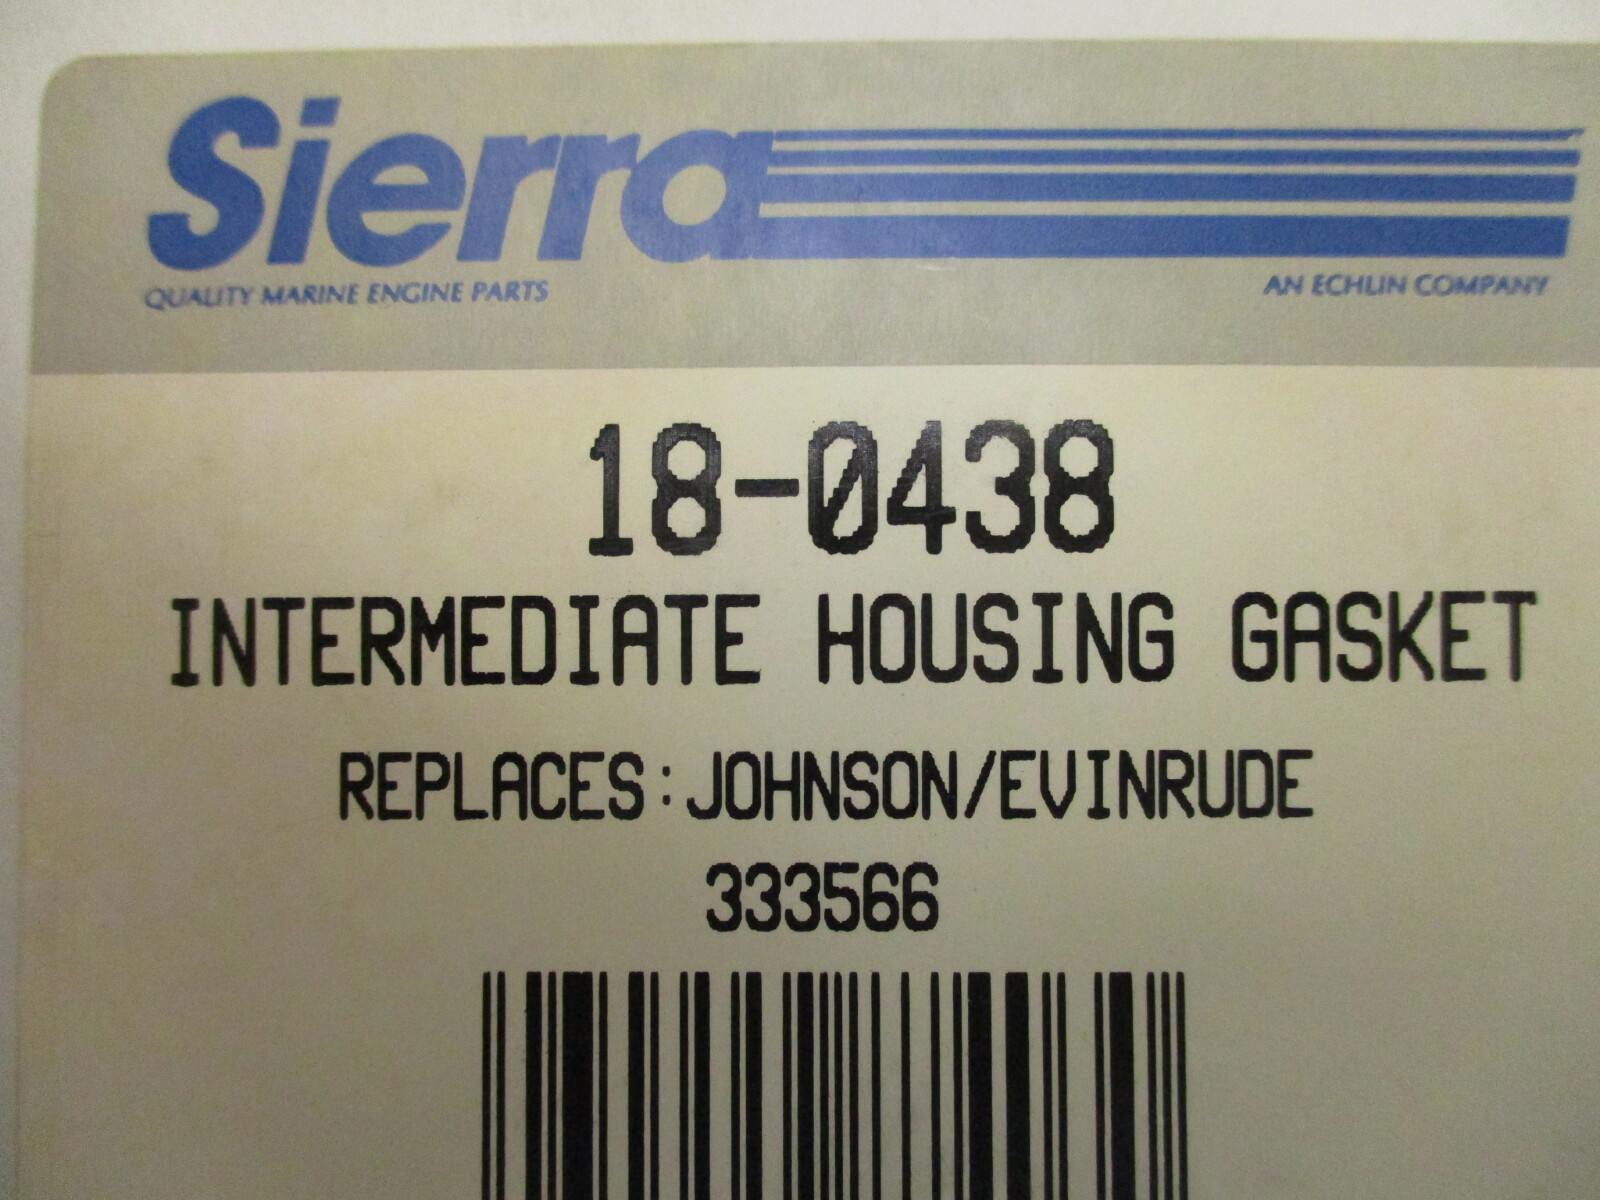 Sierra
QUALITY MARINE ENGINE PARTS
AN ECHLIN COMPANY
18-0438
INTERMEDIATE HOUSING GASKET
REPLACES:JOHNSON/EVINRUDE
333566